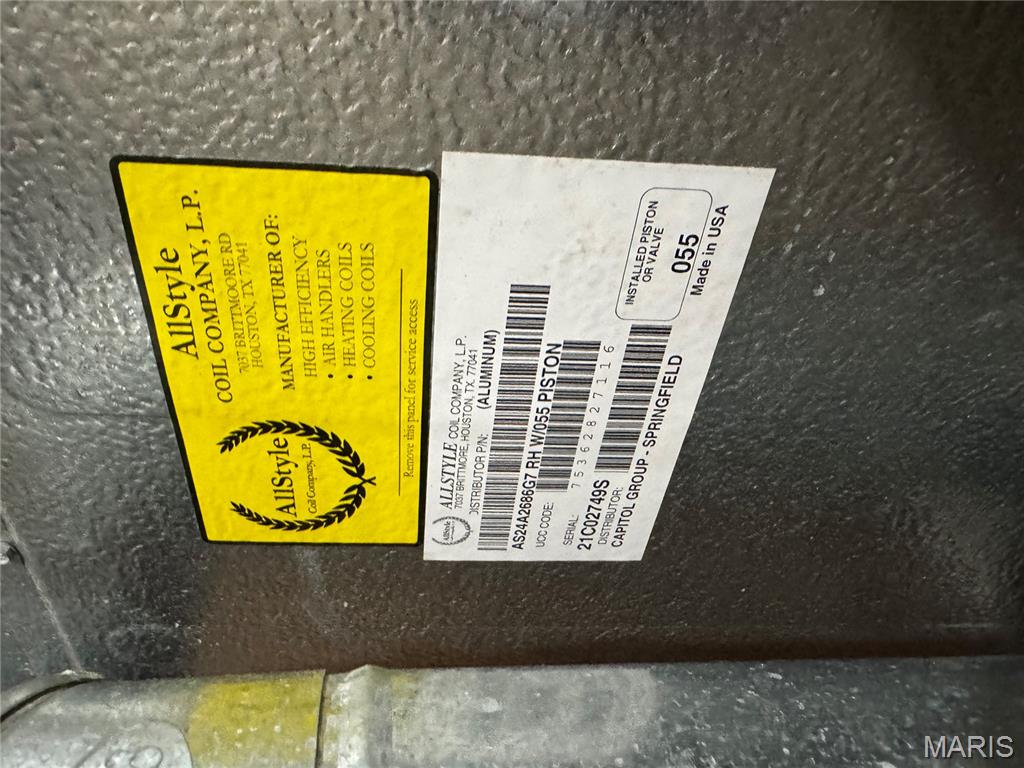 AllStyle
COIL COMPANY, L.P.
7037 BRITTMOORE RD
HOUSTON, TX 77041
MANUFACTURER OF:
HIGH EFFICIENCY
• AIR HANDLERS
• HEATING COILS
• COOLING COILS
AllStyle
Coil Company, L.P.
Remove this panel for service access
AllStyle
ALLSTYLE COIL COMPANY, L.P.
7037 BRITTMORE, HOUSTON, TX 77041
DISTRIBUTOR P/N:
(ALUMINUM)
AS24A2686G7 RH W/055 PISTON
UCC CODE:
75362827116
SERIAL:
21C02749S
DISTRIBUTOR:
CAPITOL GROUP - SPRINGFIELD
INSTALLED PISTON
OR VALVE
055
Made in USA
MARIS